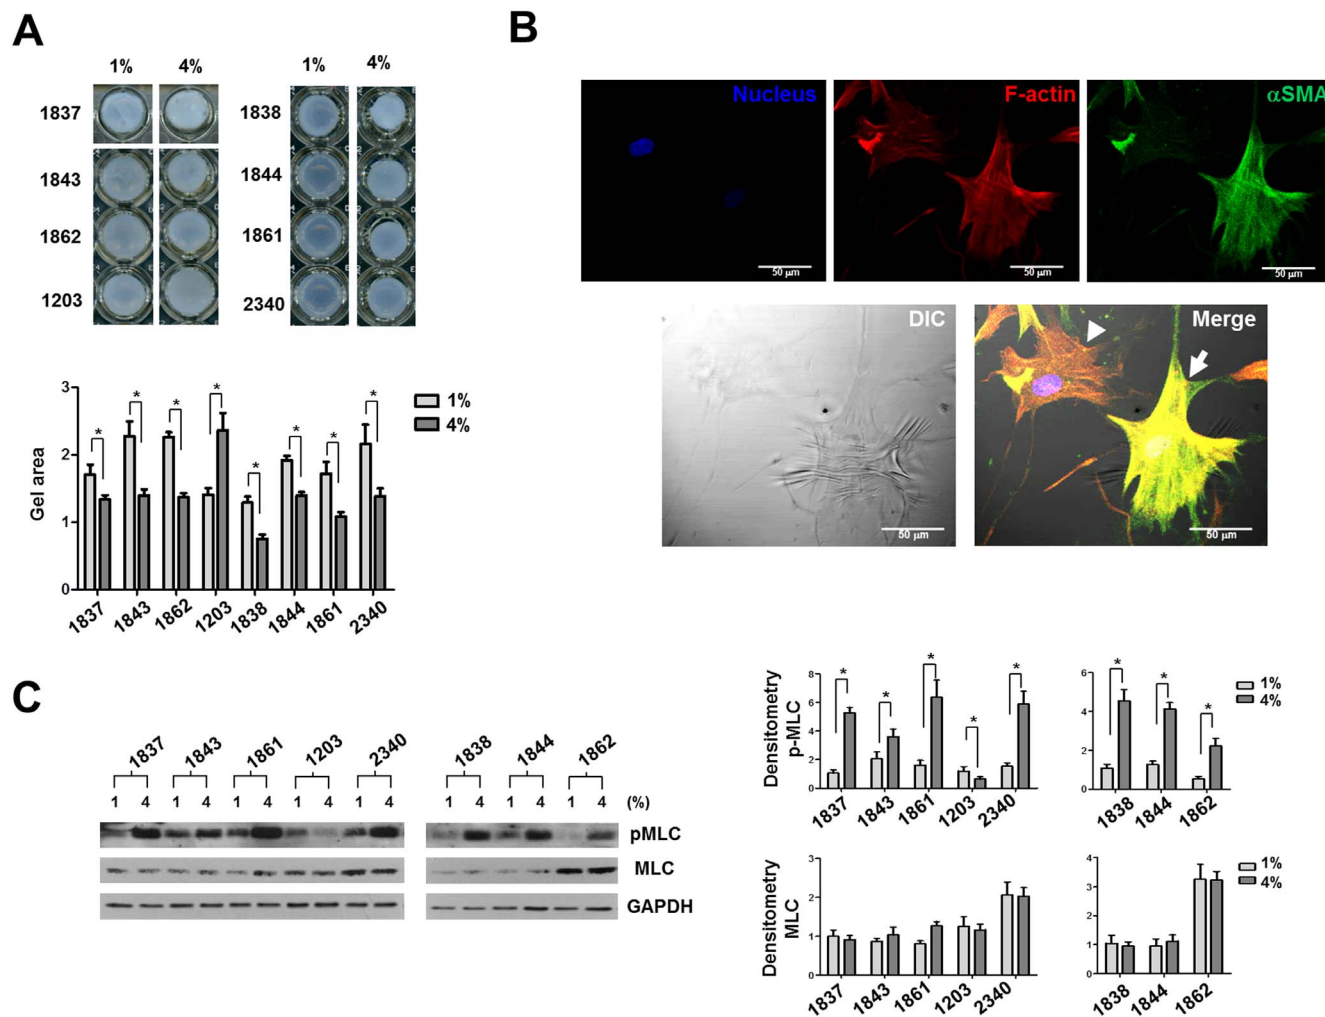 A
1% 4% 1% 4%
1837 1838
1843 1844
1862 1861
1203 2340
Gel area
3
2
1
0
* * * * * * * *
1837 1843 1862 1203 1838 1844 1861 2340
1%
4%
B
Nucleus
50 μm
F-actin
50 μm
αSMA
50 μm
DIC
50 μm
Merge
50 μm
C
1837 1843 1861 1203 2340 1838 1844 1862
1 4 1 4 1 4 1 4 1 4 (%) 1 4 1 4 1 4
pMLC
MLC
GAPDH
Densitometry
p-MLC
8
6
4
2
0
* * * * *
1837 1843 1861 1203 2340
6
4
2
0
* * *
1838 1844 1862
1%
4%
Densitometry
MLC
3
2
1
0
1837 1843 1861 1203 2340
4
3
2
1
0
1838 1844 1862
1%
4%